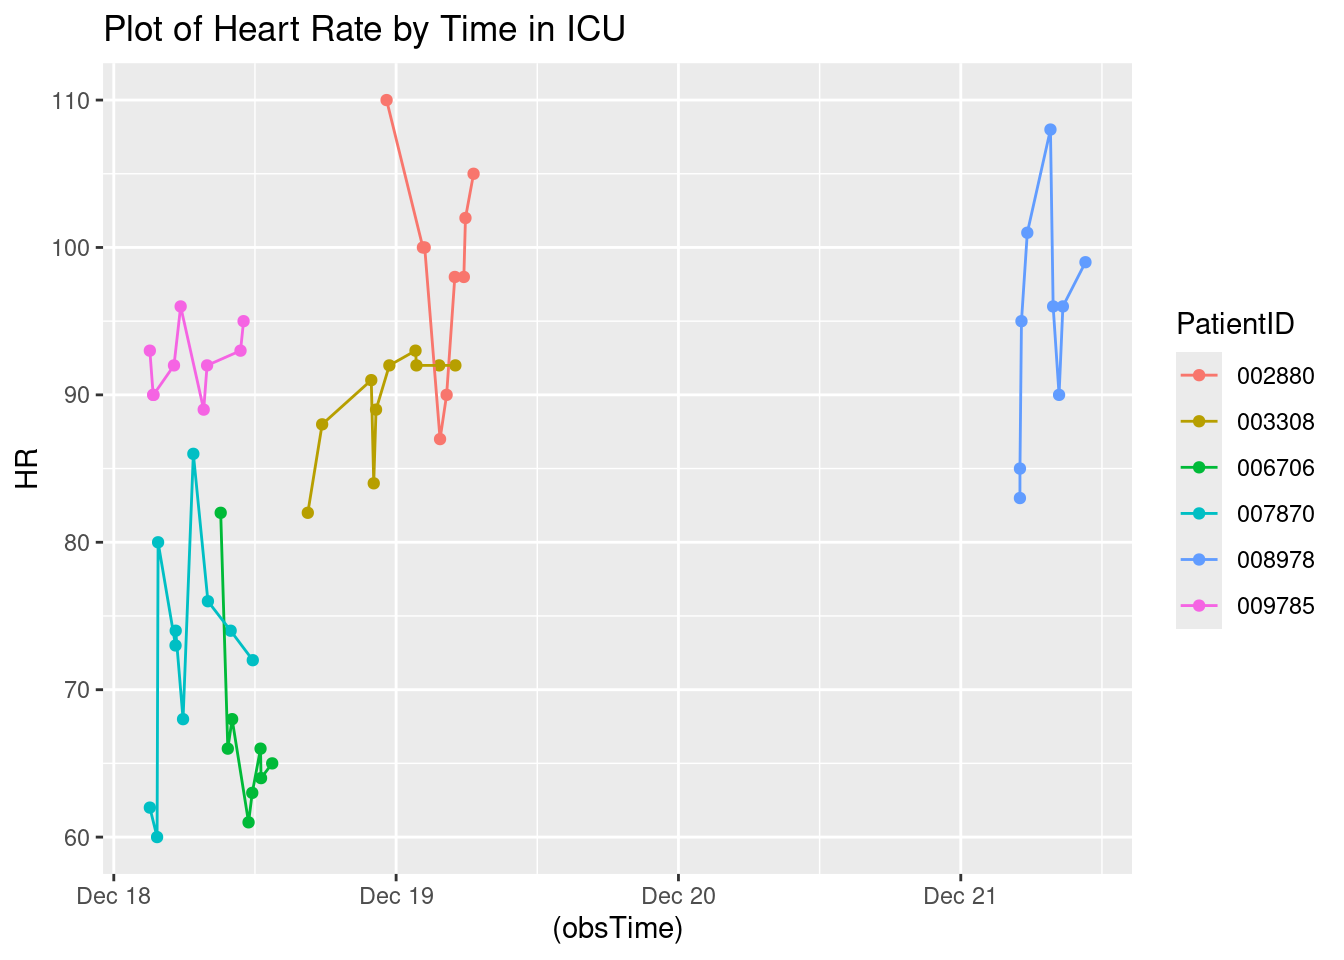 Plot of Heart Rate by Time in ICU
110
100
90
80
70
60
HR
Dec 18
Dec 19
Dec 20
Dec 21
(obsTime)
PatientID
002880
003308
006706
007870
008978
009785